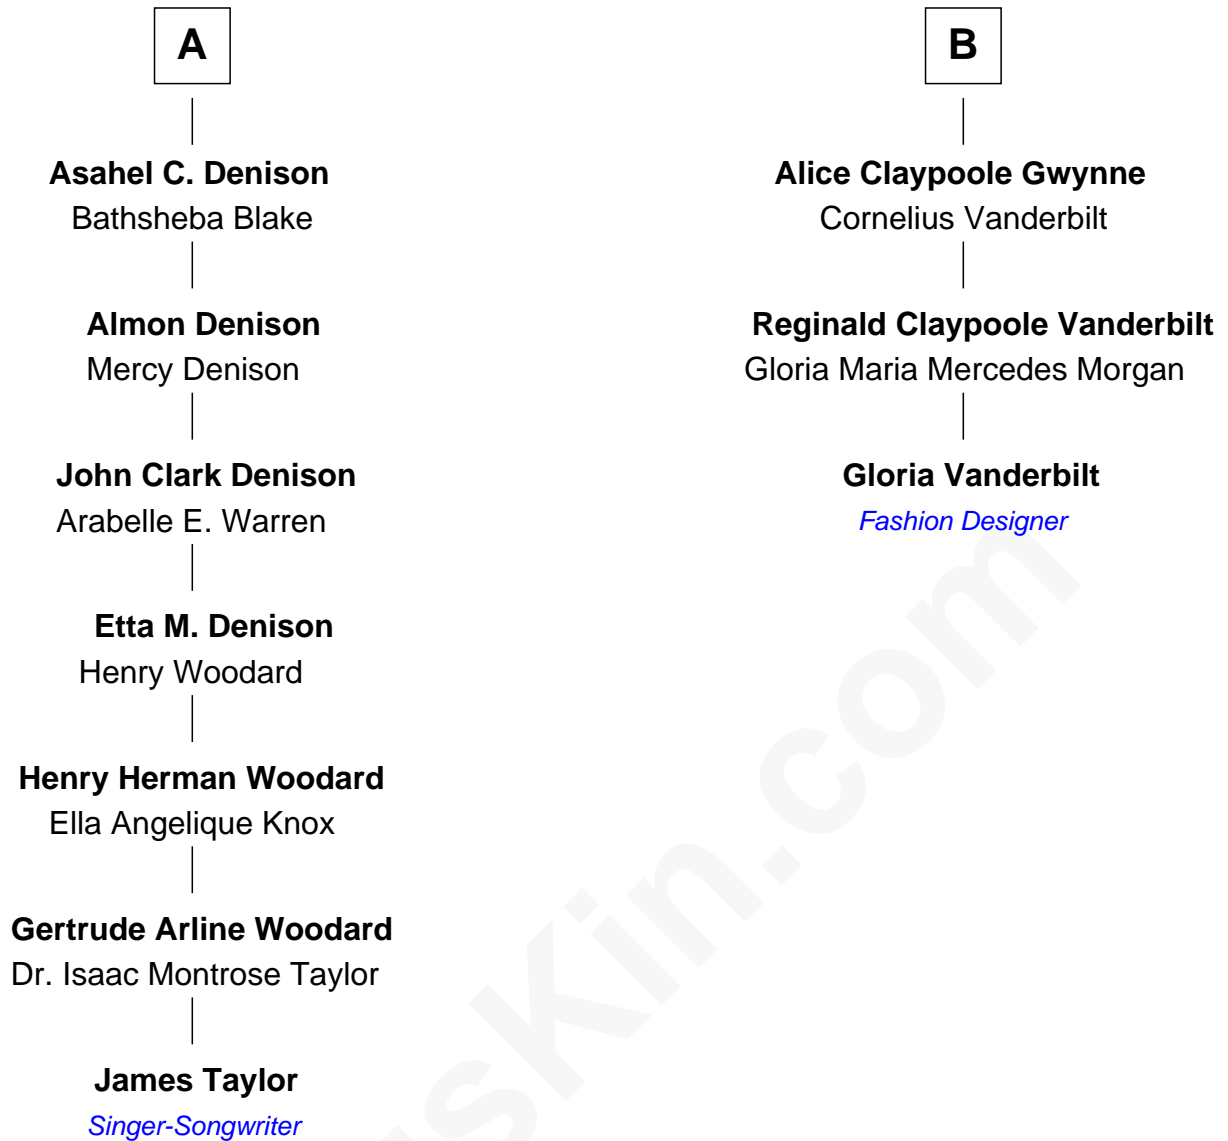 A
Asahel C. Denison
Bathsheba Blake
Almon Denison
Mercy Denison
John Clark Denison
Arabelle E. Warren
Etta M. Denison
Henry Woodard
Henry Herman Woodard
Ella Angelique Knox
Gertrude Arline Woodard
Dr. Isaac Montrose Taylor
James Taylor
Singer-Songwriter
B
Alice Claypoole Gwynne
Cornelius Vanderbilt
Reginald Claypoole Vanderbilt
Gloria Maria Mercedes Morgan
Gloria Vanderbilt
Fashion Designer
usKin.com